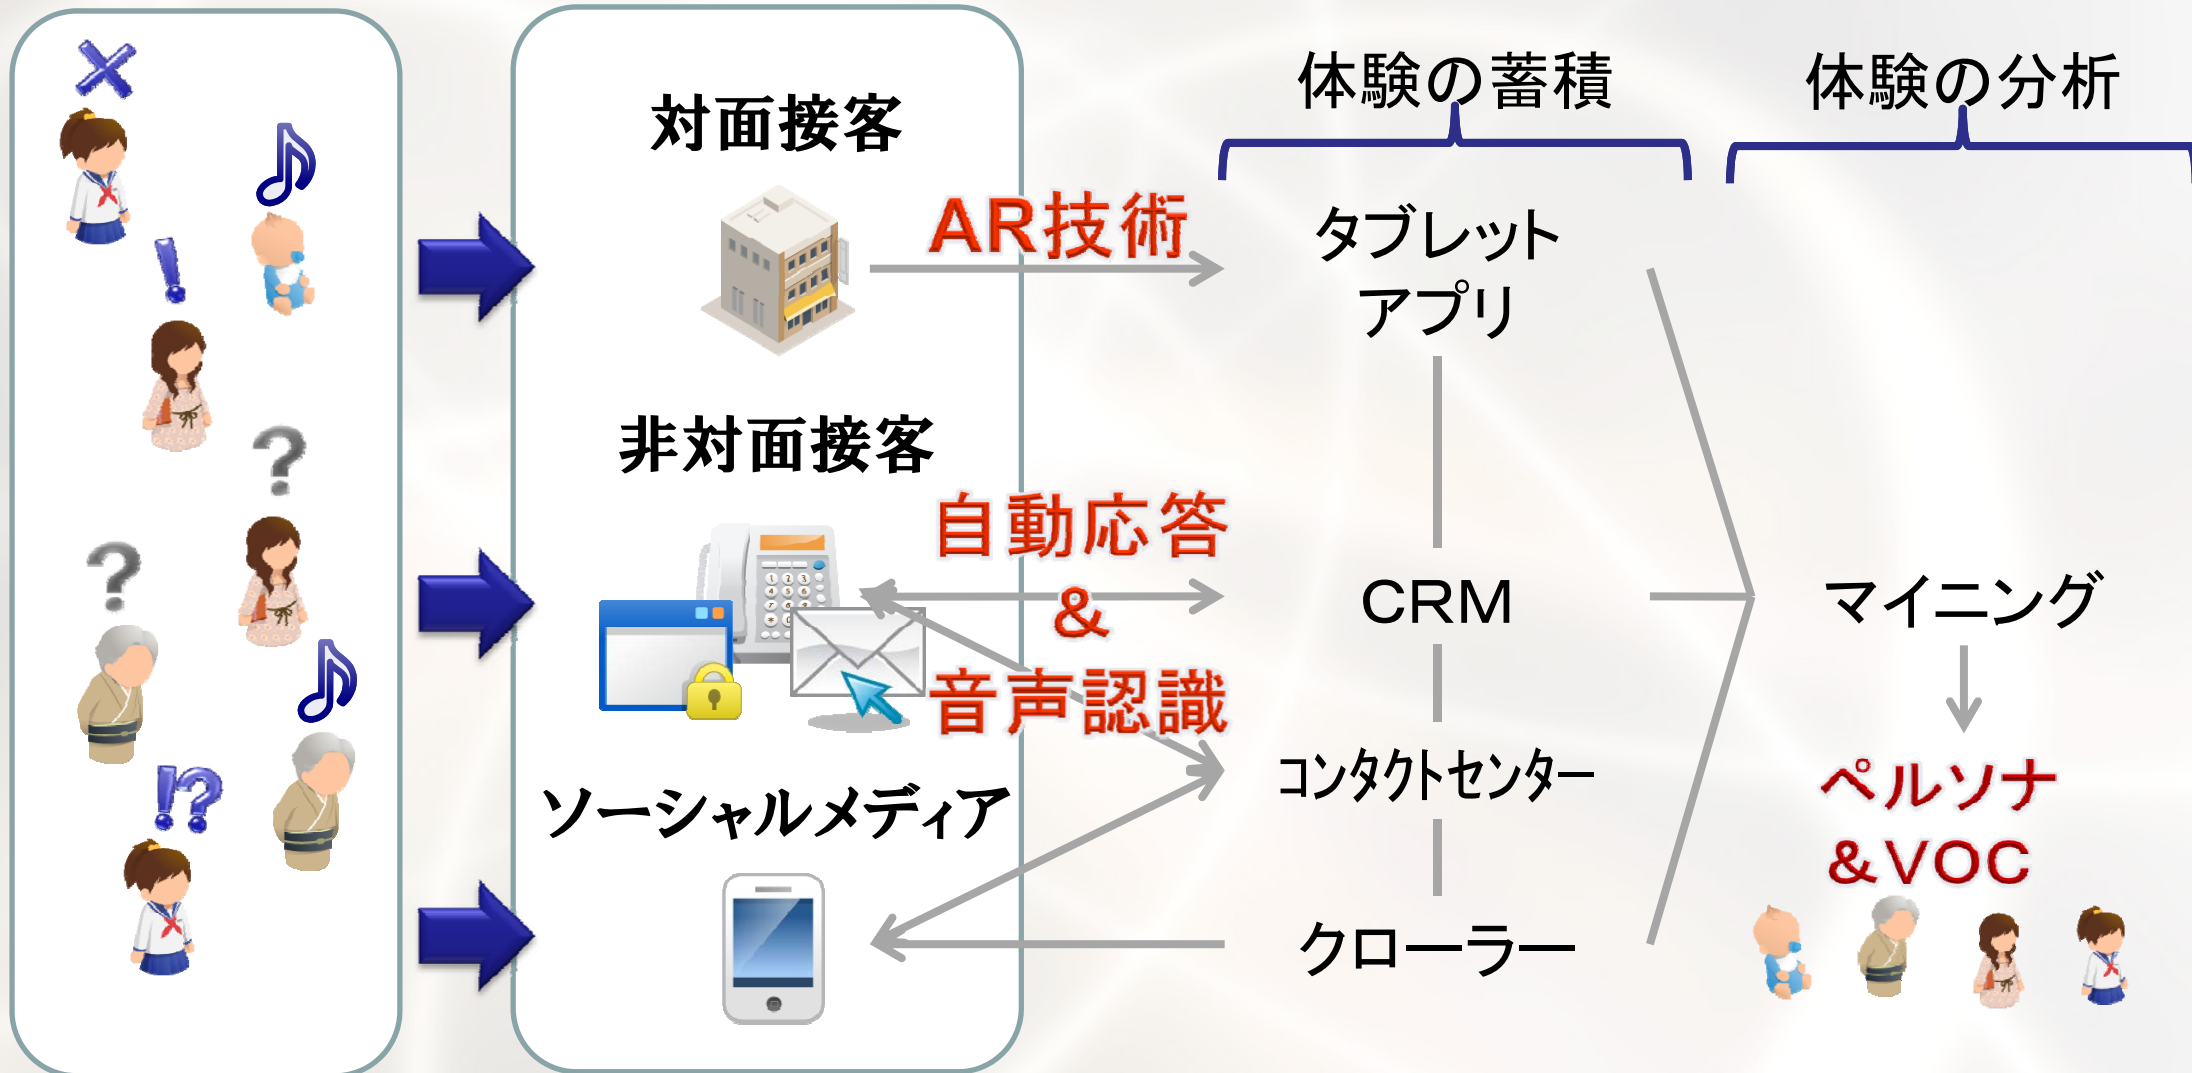 対面接客
AR技術
非対面接客
自動応答
&
音声認識
ソーシャルメディア
体験の蓄積
タブレット
アプリ
CRM
コンタクトセンター
クローラー
体験の分析
マイニング
ペルソナ
&VOC